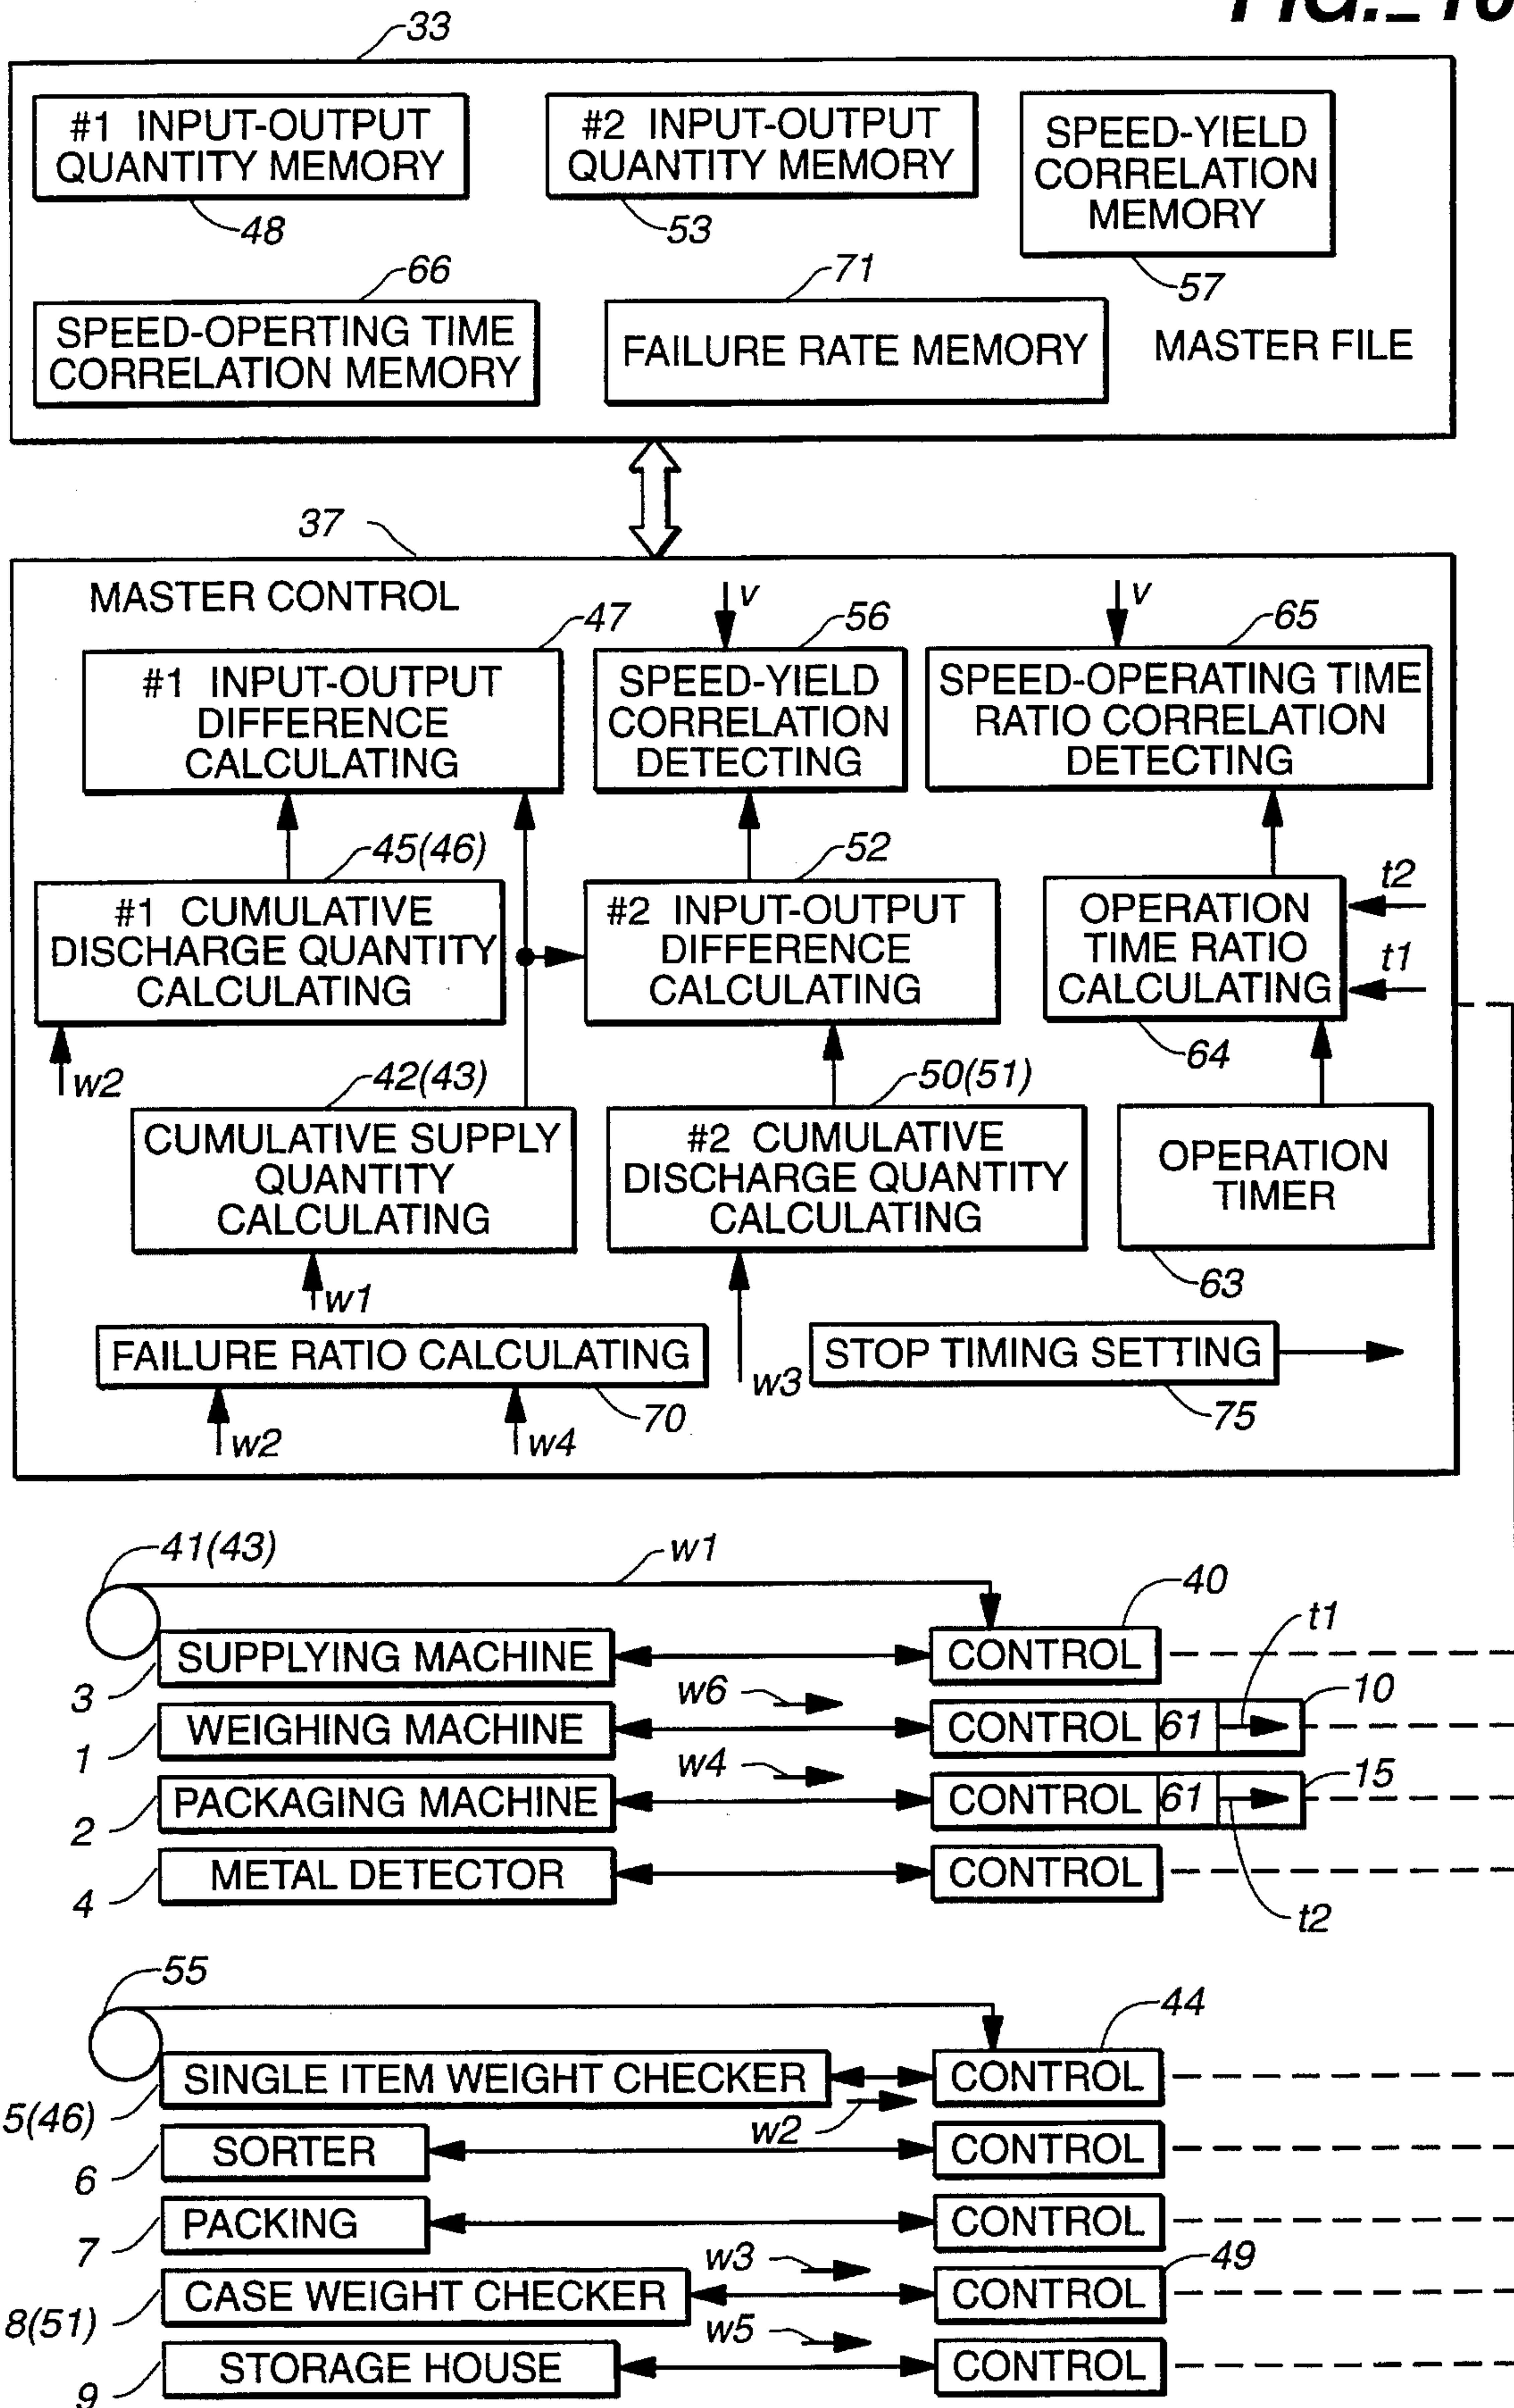 FIG._10
33
#1 INPUT-OUTPUT
QUANTITY MEMORY
48
#2 INPUT-OUTPUT
QUANTITY MEMORY
53
SPEED-YIELD
CORRELATION
MEMORY
57
66
SPEED-OPERTING TIME
CORRELATION MEMORY
71
FAILURE RATE MEMORY
MASTER FILE
37
MASTER CONTROL
47
#1 INPUT-OUTPUT
DIFFERENCE
CALCULATING
v
56
SPEED-YIELD
CORRELATION
DETECTING
v
65
SPEED-OPERATING TIME
RATIO CORRELATION
DETECTING
45(46)
#1 CUMULATIVE
DISCHARGE QUANTITY
CALCULATING
w2
52
#2 INPUT-OUTPUT
DIFFERENCE
CALCULATING
OPERATION
TIME RATIO
CALCULATING
t2
t1
64
42(43)
CUMULATIVE SUPPLY
QUANTITY
CALCULATING
w1
50(51)
#2 CUMULATIVE
DISCHARGE QUANTITY
CALCULATING
w3
OPERATION
TIMER
63
FAILURE RATIO CALCULATING
70
w2
w4
STOP TIMING SETTING
75
41(43)
w1
40
SUPPLYING MACHINE
CONTROL
t1
3
w6
10
WEIGHING MACHINE
CONTROL 61
1
w4
15
PACKAGING MACHINE
CONTROL 61
2
METAL DETECTOR
CONTROL
4
t2
55
44
SINGLE ITEM WEIGHT CHECKER
CONTROL
5(46)
w2
SORTER
CONTROL
6
PACKING
CONTROL
7
w3
49
CASE WEIGHT CHECKER
CONTROL
8(51)
w5
STORAGE HOUSE
CONTROL
9